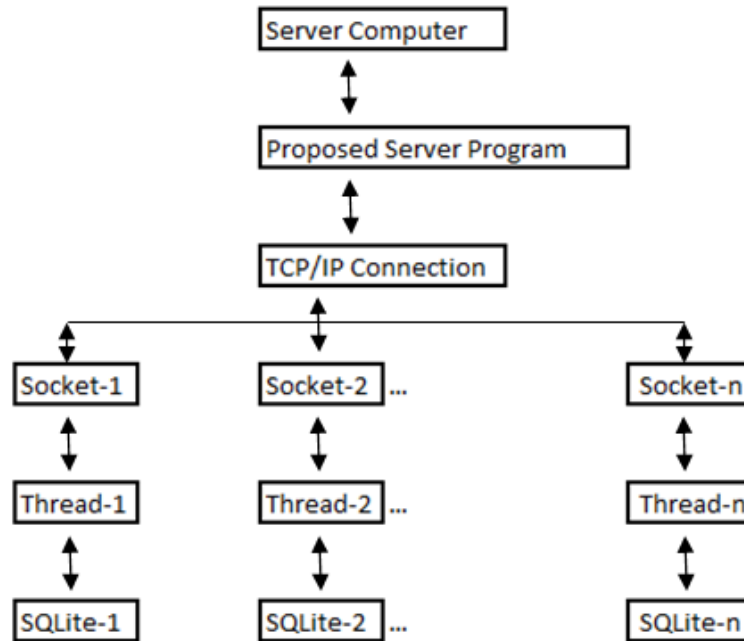 Server Computer
Proposed Server Program
TCP/IP Connection
Socket-1 Socket-2 ... Socket-n
Thread-1 Thread-2 ... Thread-n
SQLite-1 SQLite-2 ... SQLite-n